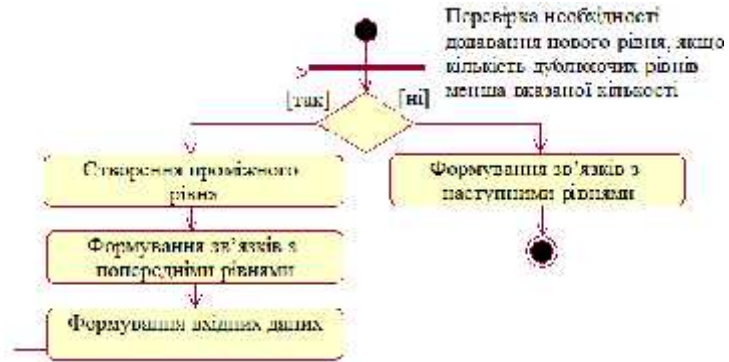 Перевірка необхідності
додавання нового рівня, якщо
кількість дублюючих рівнів
менша вказаної кількості
[так]
[ні]
Створення проміжного
рівня
Формування зв’язків з
попередніми рівнями
Формування вхідних даних
Формування зв’язків з
наступними рівнями